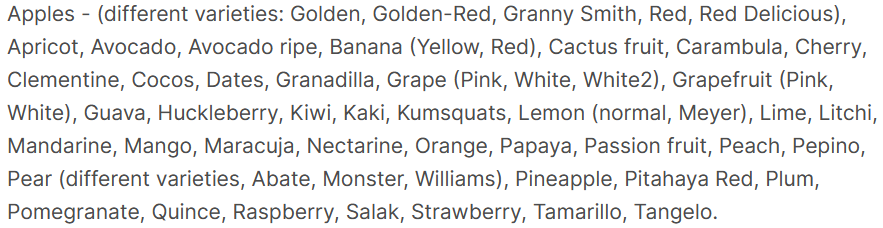 Apples - (different varieties: Golden, Golden-Red, Granny Smith, Red, Red Delicious),
Apricot, Avocado, Avocado ripe, Banana (Yellow, Red), Cactus fruit, Carambula, Cherry,
Clementine, Cocos, Dates, Granadilla, Grape (Pink, White, White2), Grapefruit (Pink,
White), Guava, Huckleberry, Kiwi, Kaki, Kumsquats, Lemon (normal, Meyer), Lime, Litchi,
Mandarine, Mango, Maracuja, Nectarine, Orange, Papaya, Passion fruit, Peach, Pepino,
Pear (different varieties, Abate, Monster, Williams), Pineapple, Pitahaya Red, Plum,
Pomegranate, Quince, Raspberry, Salak, Strawberry, Tamarillo, Tangelo.